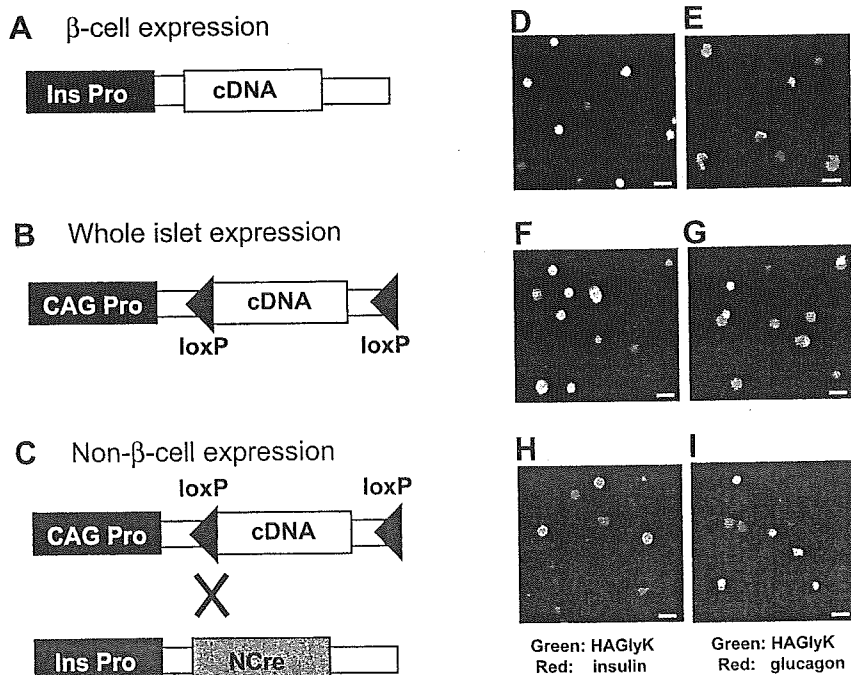 A β-cell expression
Ins Pro
cDNA
B Whole islet expression
CAG Pro
cDNA
loxP
loxP
C Non-β-cell expression
loxP
loxP
CAG Pro
cDNA
Ins Pro
NCre
D
E
F
G
H
I
Green: HAGlyK
Red: insulin
Green: HAGlyK
Red: glucagon